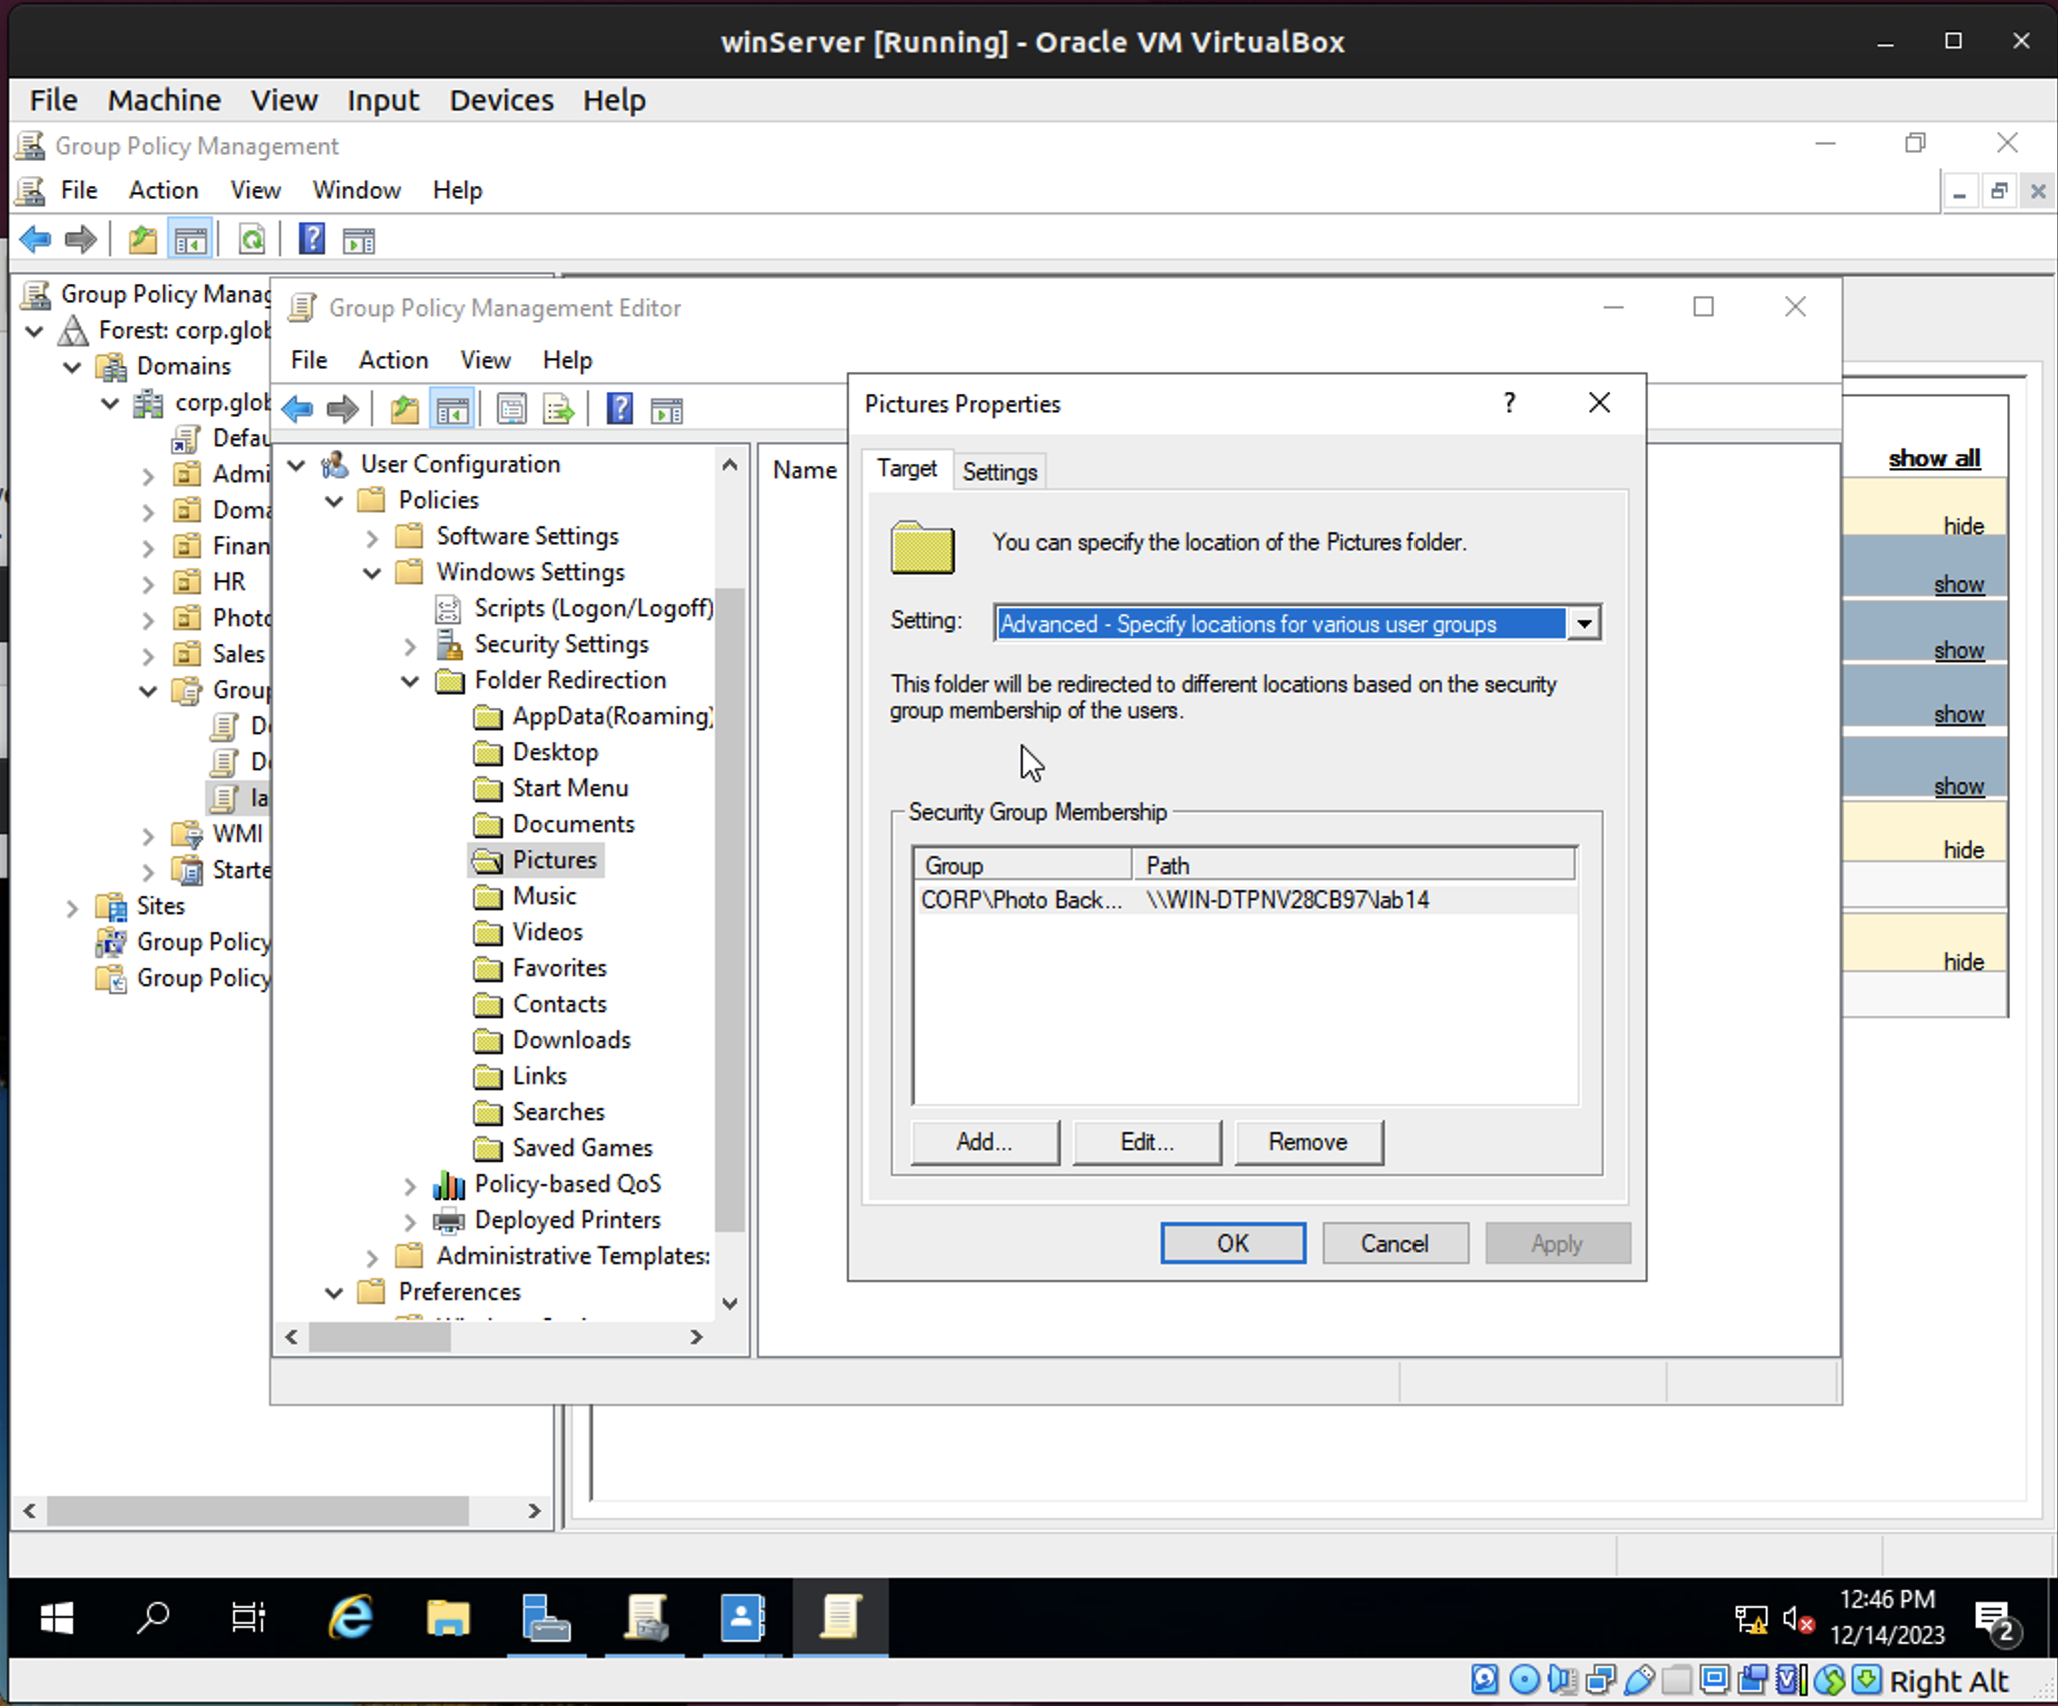 winServer [Running] - Oracle VM VirtualBox
File Machine View Input Devices Help
Group Policy Management
File Action View Window Help
Group Policy Manag
Forest: corp.glob
Domains
corp.glob
Defau
Admi
Doma
Finan
HR
Photo
Sales
Group
De
De
la
WMI
Starte
Sites
Group Policy
Group Policy
Group Policy Management Editor
File Action View Help
User Configuration
Policies
Software Settings
Windows Settings
Scripts (Logon/Logoff)
Security Settings
Folder Redirection
AppData(Roaming)
Desktop
Start Menu
Documents
Pictures
Music
Videos
Favorites
Contacts
Downloads
Links
Searches
Saved Games
Policy-based QoS
Deployed Printers
Administrative Templates:
Preferences
Name
Pictures Properties
?
Target Settings
You can specify the location of the Pictures folder.
Setting: Advanced - Specify locations for various user groups
This folder will be redirected to different locations based on the security
group membership of the users.
Security Group Membership
Group Path
CORP\Photo Back... \\WIN-DTPNV28CB97\lab14
Add... Edit... Remove
OK Cancel Apply
show all
hide
show
show
show
show
hide
hide
12:46 PM
12/14/2023
2
Right Alt